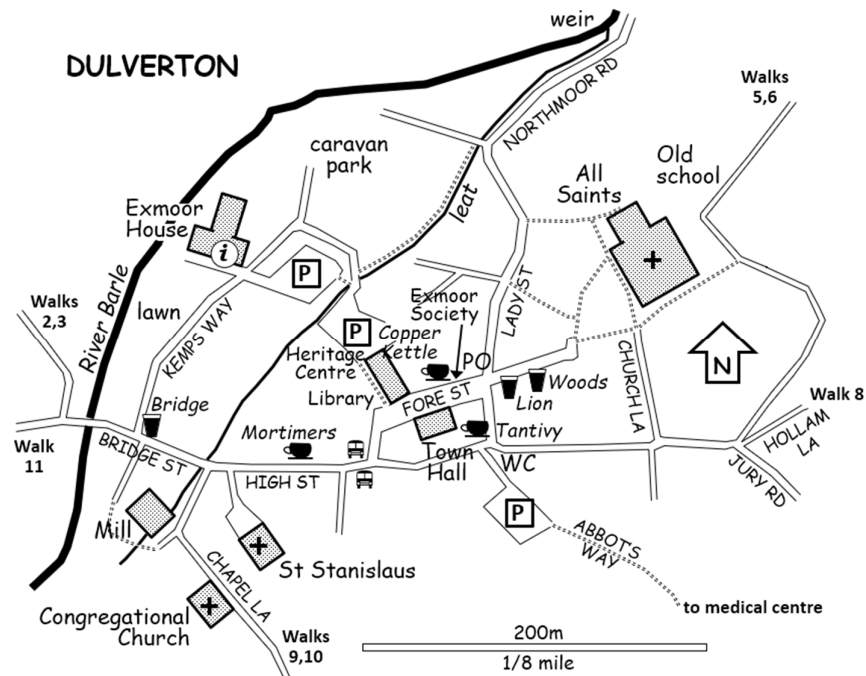 weir
DULVERTON
NORTHMOOR RD
Walks
5,6
caravan
park
leat
All
Saints
Old
school
Exmoor
House
i
P
River Barle
Walks
2,3
lawn
KEMPS WAY
Exmoor
Society
LADY ST
P
Copper
Kettle
Heritage
Centre
Library
PO
FORE ST
Woods
Lion
CHURCH LA
N
Walk 8
HOLLAM
LA
JURY RD
Bridge
Walk
11
BRIDGE ST
Mortimers
Tantivy
Town
Hall
WC
HIGH ST
P
ABBOT'S
WAY
Mill
St Stanislaus
CHAPEL LA
to medical centre
Congregational
Church
Walks
9,10
200m
1/8 mile